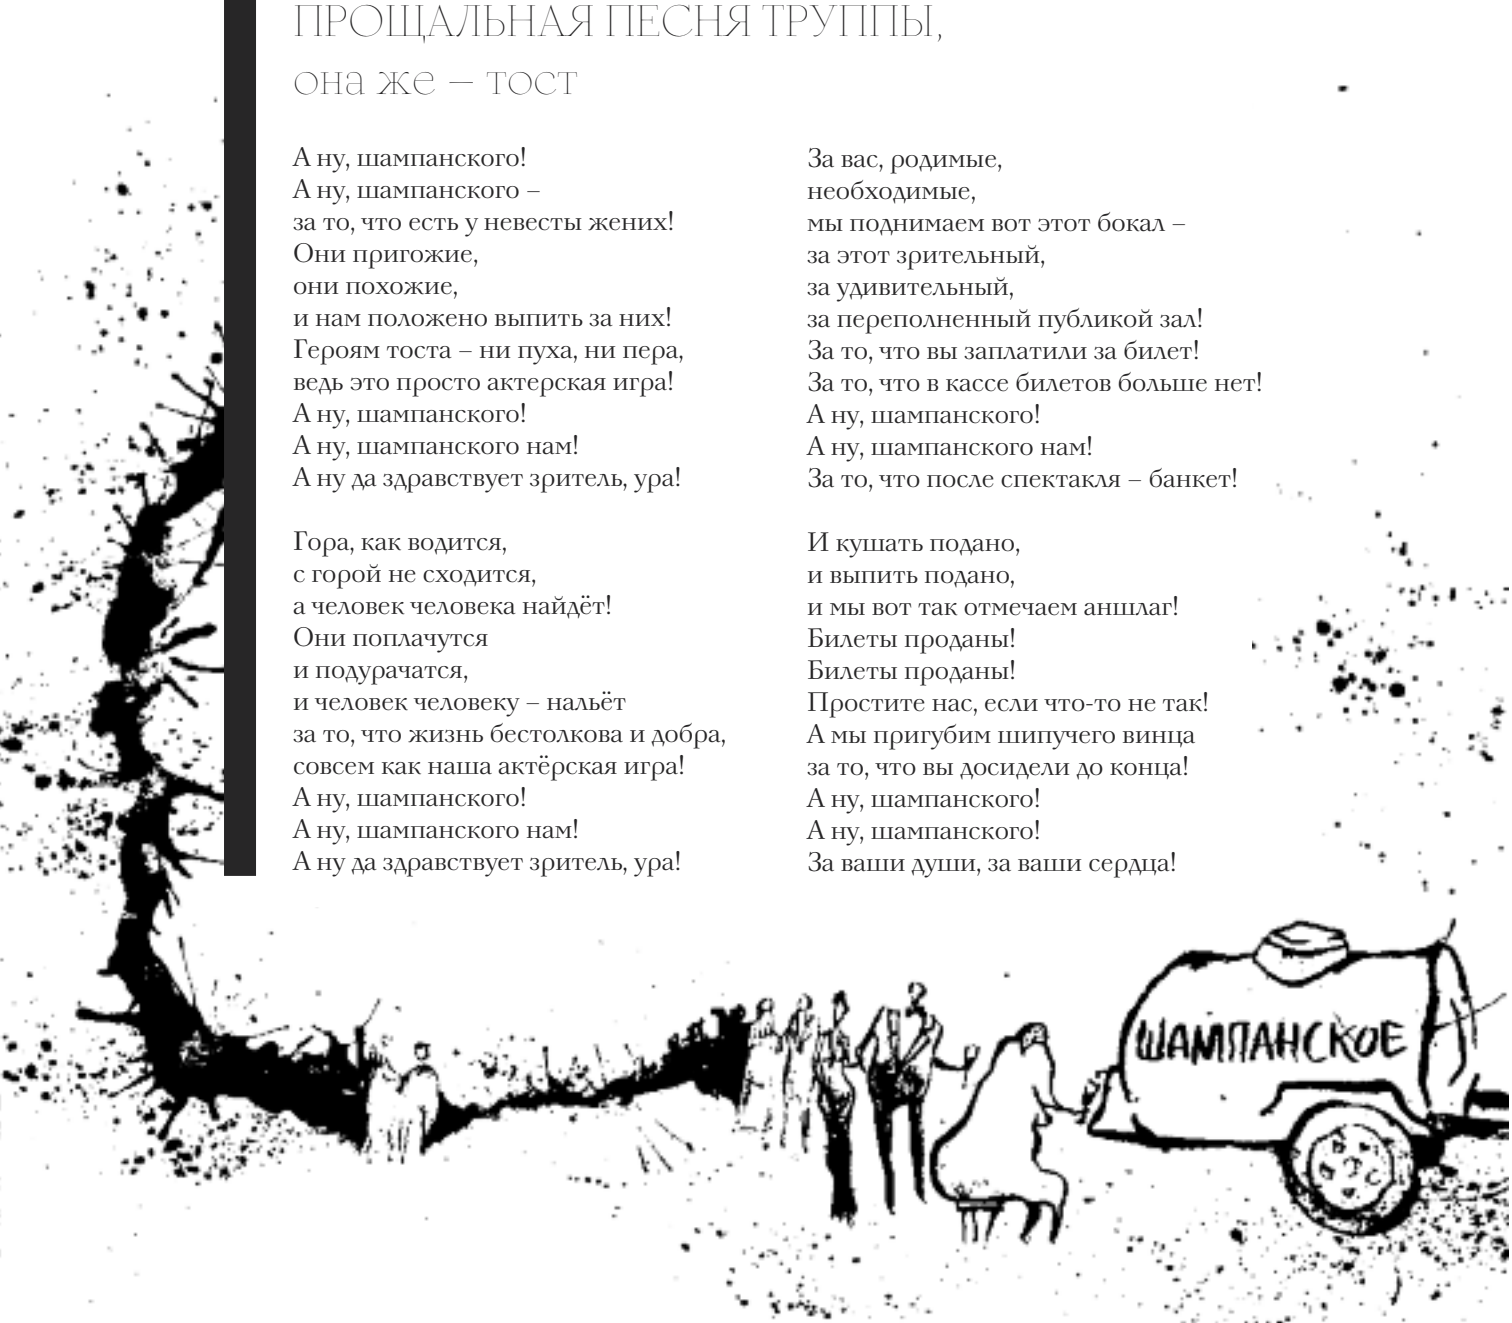 ПРОЩАЛЬНАЯ ПЕСНЯ ТРУППЫ,
она же – тост
А ну, шампанского!
А ну, шампанского –
за то, что есть у невесты жених!
Они пригожие,
они похожие,
и нам положено выпить за них!
Героям тоста – ни пуха, ни пера,
ведь это просто актерская игра!
А ну, шампанского!
А ну, шампанского нам!
А ну да здравствует зритель, ура!
Гора, как водится,
с горой не сходится,
а человек человека найдёт!
Они поплачутся
и подурачатся,
и человек человеку – нальёт
за то, что жизнь бестолкова и добра,
совсем как наша актёрская игра!
А ну, шампанского!
А ну, шампанского нам!
А ну да здравствует зритель, ура!
За вас, родимые,
необходимые,
мы поднимаем вот этот бокал –
за этот зрительный,
за удивительный,
за переполненный публикой зал!
За то, что вы заплатили за билет!
За то, что в кассе билетов больше нет!
А ну, шампанского!
А ну, шампанского нам!
За то, что после спектакля – банкет!
И кушать подано,
и выпить подано,
и мы вот так отмечаем аншлаг!
Билеты проданы!
Билеты проданы!
Простите нас, если что-то не так!
А мы пригубим шипучего винца
за то, что вы досидели до конца!
А ну, шампанского!
А ну, шампанского!
За ваши души, за ваши сердца!
ШАМПАНСКОЕ